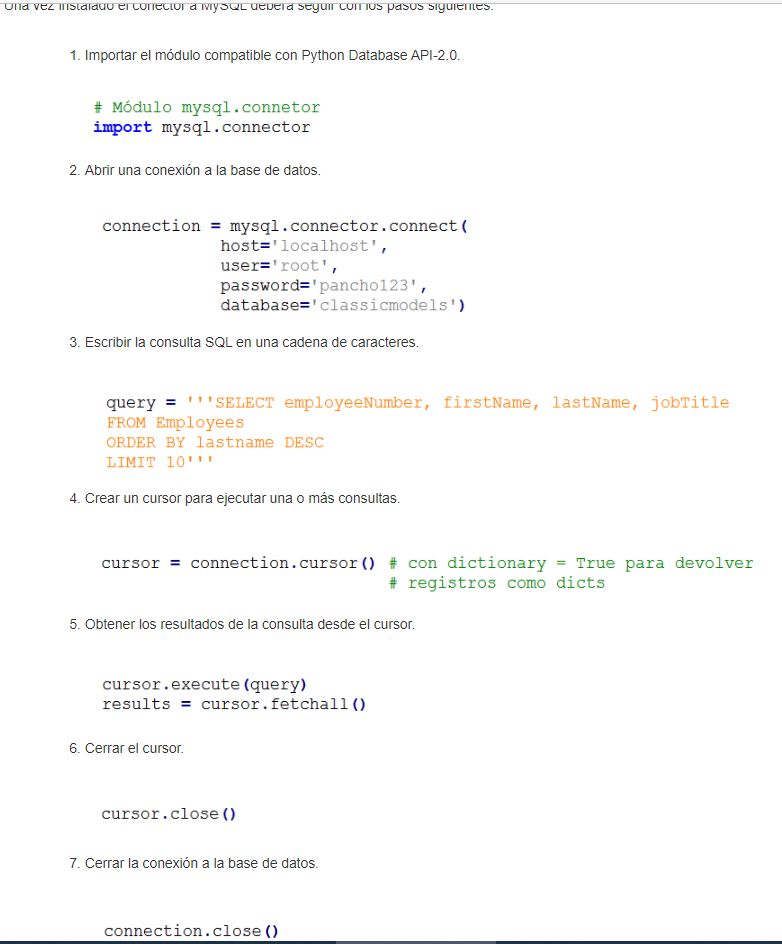 Una vez instalado el conector a MySQL deberá seguir con los pasos siguientes.
1. Importar el módulo compatible con Python Database API-2.0.
# Módulo mysql.connetor
import mysql.connector
2. Abrir una conexión a la base de datos.
connection = mysql.connector.connect(
host='localhost',
user='root',
password='pancho123',
database='classicmodels')
3. Escribir la consulta SQL en una cadena de caracteres.
query = '''SELECT employeeNumber, firstName, lastName, jobTitle
FROM Employees
ORDER BY lastname DESC
LIMIT 10'''
4. Crear un cursor para ejecutar una o más consultas.
cursor = connection.cursor() # con dictionary = True para devolver
# registros como dicts
5. Obtener los resultados de la consulta desde el cursor.
cursor.execute(query)
results = cursor.fetchall()
6. Cerrar el cursor.
cursor.close()
7. Cerrar la conexión a la base de datos.
connection.close()